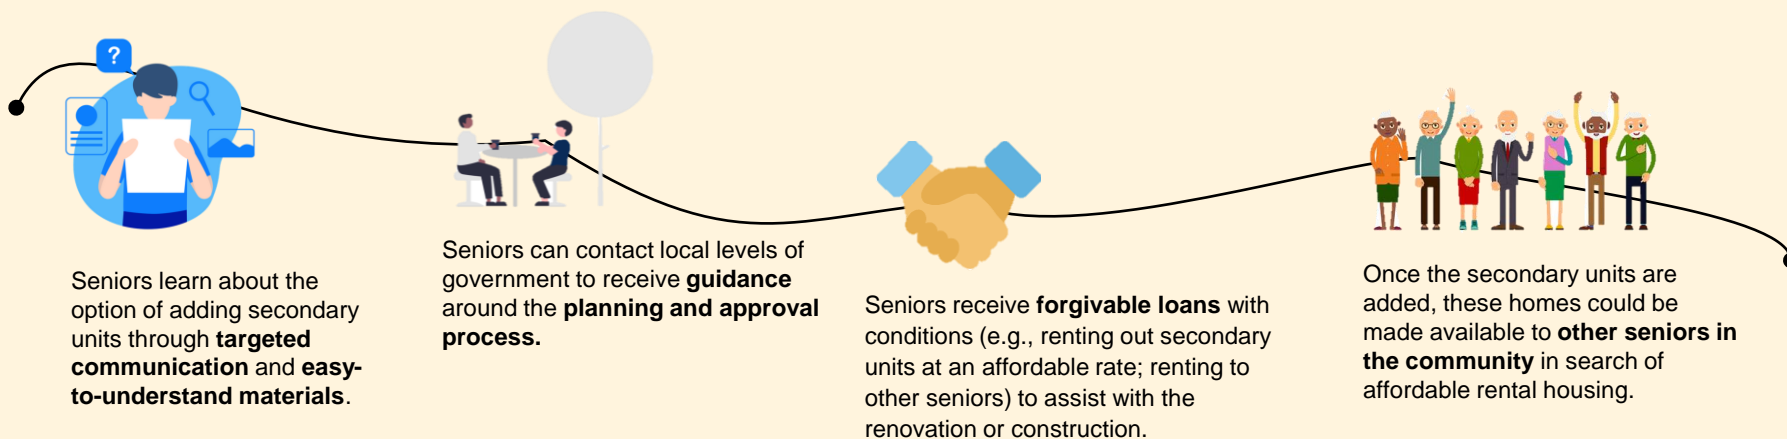 ?
Seniors learn about the
option of adding secondary
units through targeted
communication and easy-
to-understand materials.
Seniors can contact local levels of
government to receive guidance
around the planning and approval
process.
Seniors receive forgivable loans with
conditions (e.g., renting out secondary
units at an affordable rate; renting to
other seniors) to assist with the
renovation or construction.
Once the secondary units are
added, these homes could be
made available to other seniors in
the community in search of
affordable rental housing.